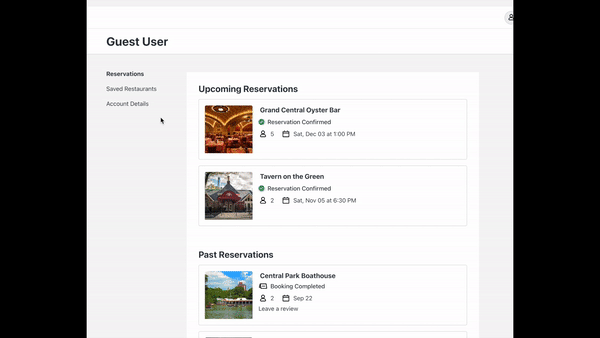 Guest User
Reservations
Saved Restaurants
Account Details
Upcoming Reservations
Grand Central Oyster Bar
Reservation Confirmed
5 Sat, Dec 03 at 1:00 PM
Tavern on the Green
Reservation Confirmed
2 Sat, Nov 05 at 6:30 PM
Past Reservations
Central Park Boathouse
Booking Completed
2 Sep 22
Leave a review